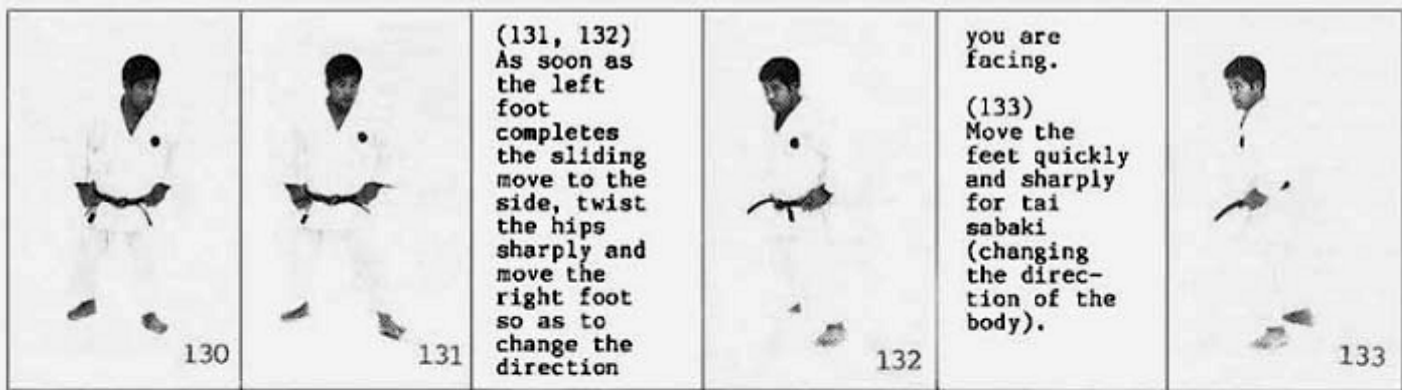 130
131
(131, 132)
As soon as
the left
foot
completes
the sliding
move to the
side, twist
the hips
sharply and
move the
right foot
so as to
change the
direction
132
you are
facing.
(133)
Move the
feet quickly
and sharply
for tai
sabaki
(changing
the direc-
tion of the
body).
133